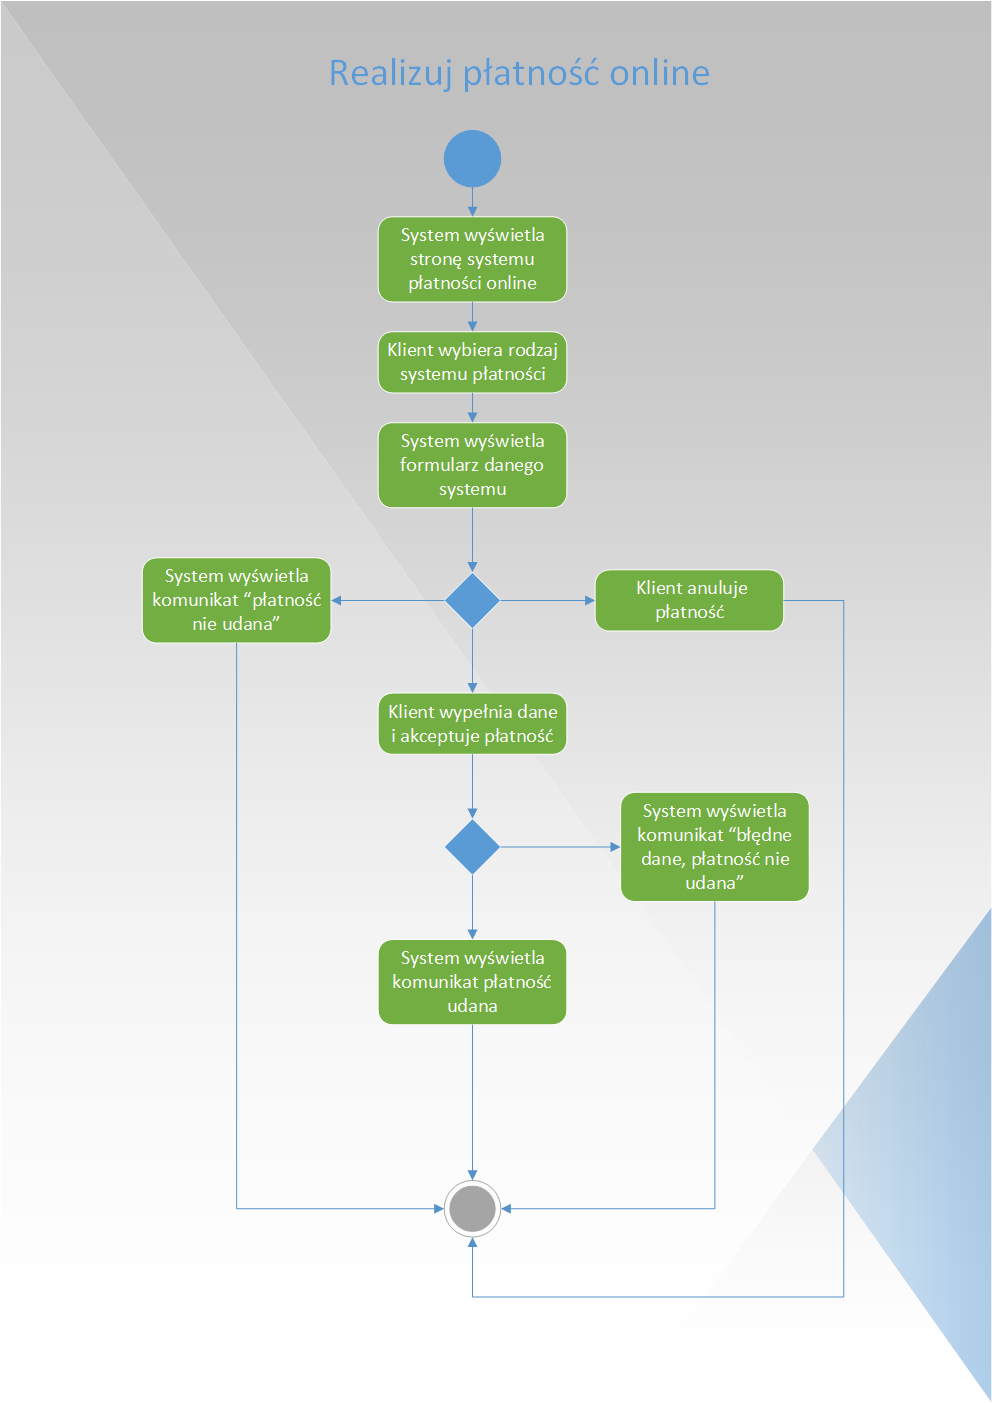 Realizuj płatność online
System wyświetla
stronę systemu
płatności online
Klient wybiera rodzaj
systemu płatności
System wyświetla
formularz danego
systemu
System wyświetla
komunikat “płatność
nie udana”
Klient anuluje
płatność
Klient wypełnia dane
i akceptuje płatność
System wyświetla
komunikat “błędne
dane, płatność nie
udana”
System wyświetla
komunikat płatność
udana